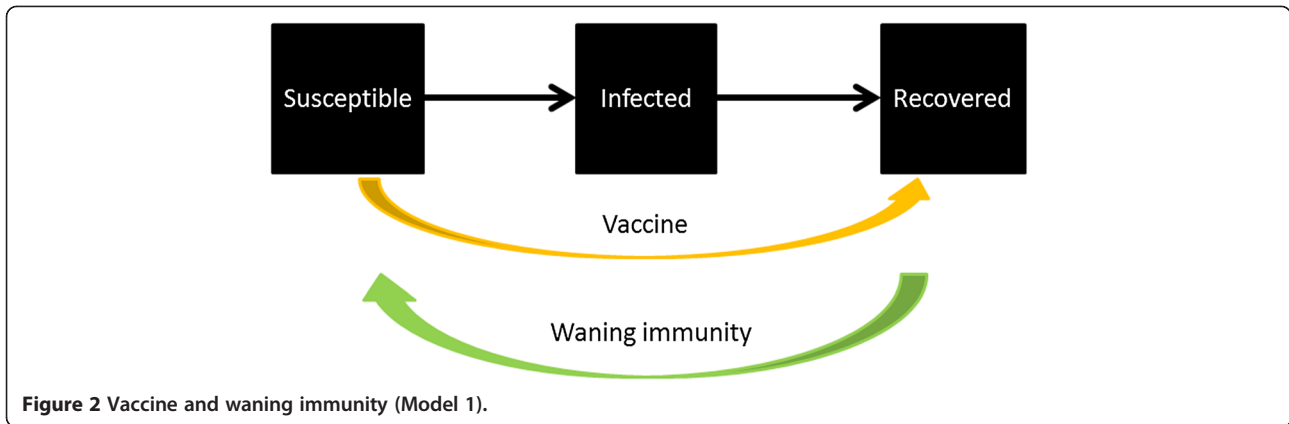 Susceptible Infected Recovered
Vaccine
Waning immunity
Figure 2 Vaccine and waning immunity (Model 1).